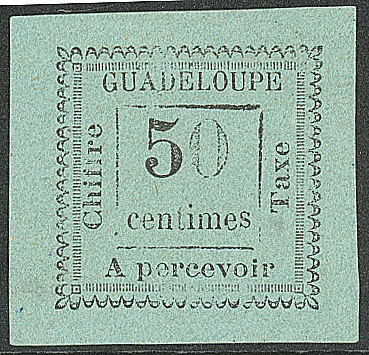 GUADELOUPE
Chiffre
50
centimes
Taxe
A percevoir